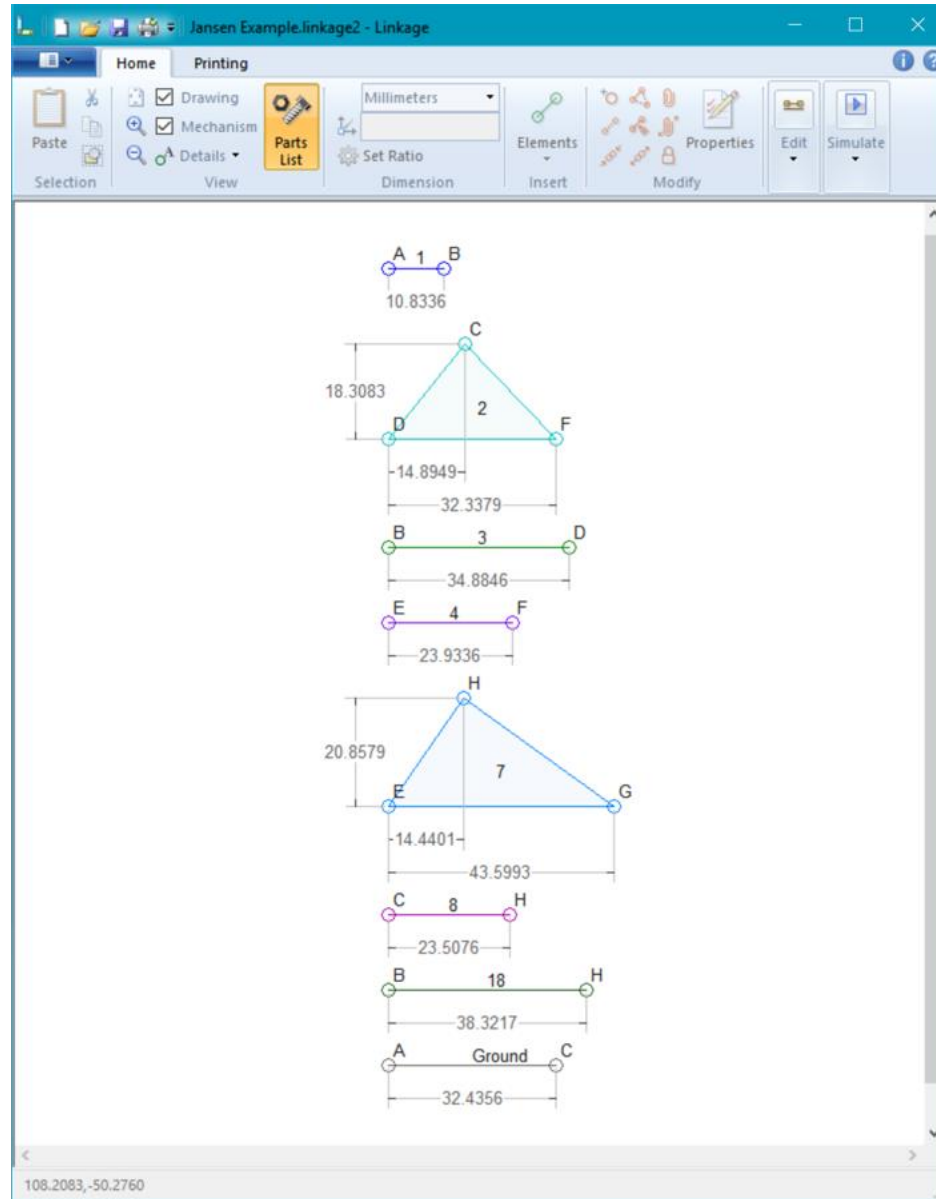 Jansen Example.linkage2 - Linkage
Home Printing
Paste
Drawing
Mechanism
Details
Parts
List
Millimeters
Set Ratio
Elements
Properties
Edit
Simulate
Selection View Dimension Insert Modify
A 1 B
10.8336
C
18.3083
2
D F
14.8949
32.3379
B 3 D
34.8846
E 4 F
23.9336
H
20.8579
7
E G
14.4401
43.5993
C 8 H
23.5076
B 18 H
38.3217
A Ground C
32.4356
108.2083,-50.2760